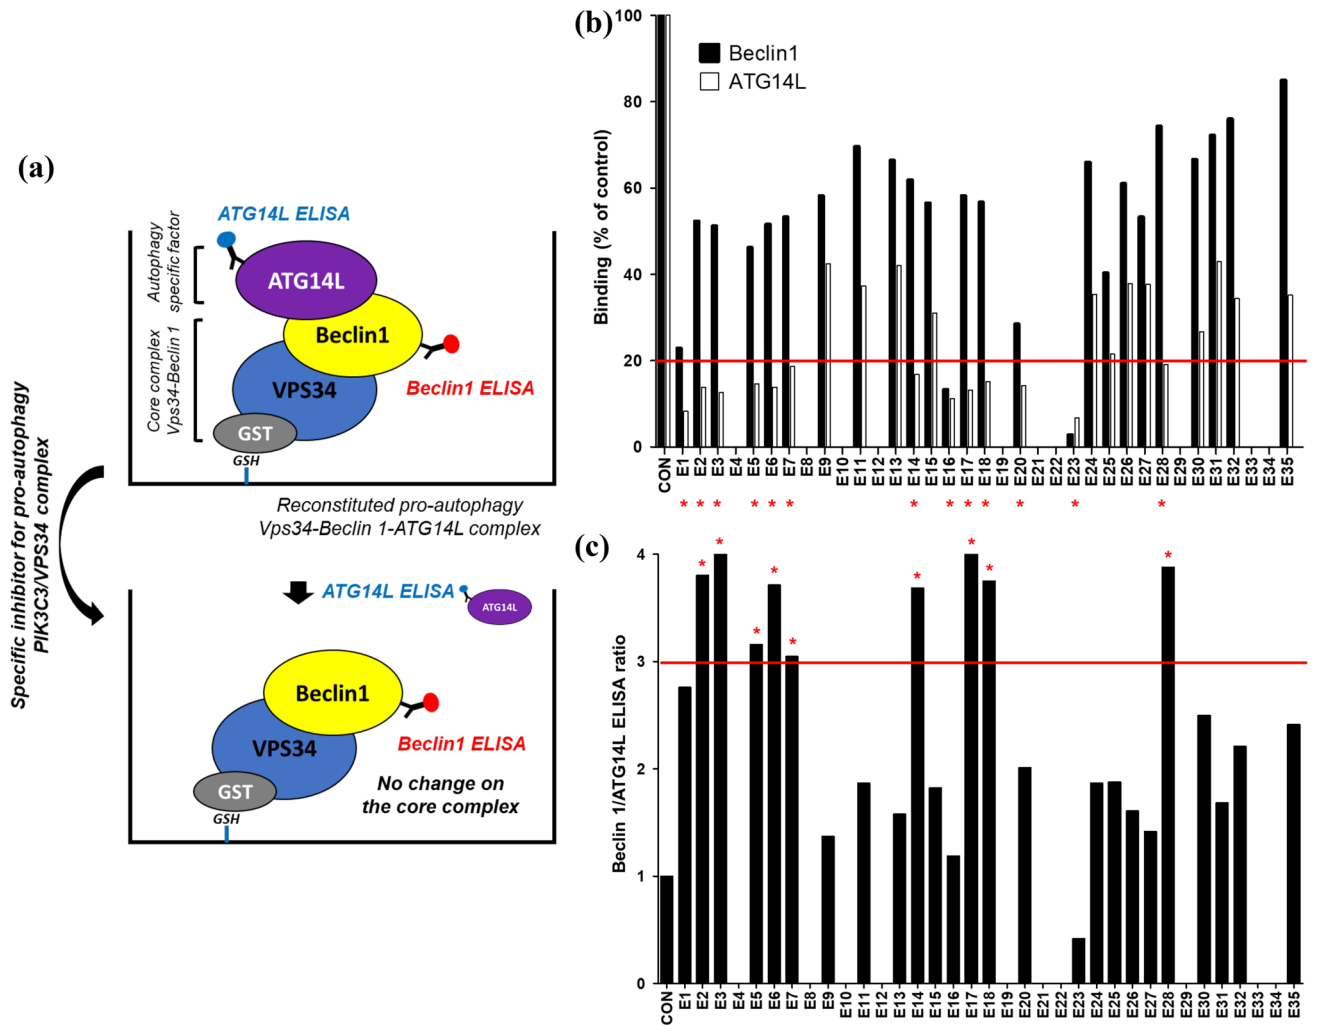 (a)
ATG14L ELISA
Autophagy
specific factor
ATG14L
Beclin1
Core complex
Vps34-Beclin 1
VPS34
Beclin1 ELISA
GST
GSH
Reconstituted pro-autophagy
Vps34-Beclin 1-ATG14L complex
Specific inhibitor for pro-autophagy
PIK3C3/VPS34 complex
ATG14L ELISA
ATG14L
Beclin1
VPS34
Beclin1 ELISA
GST
No change on
the core complex
GSH
(b)
Binding (% of control)
100
80
60
40
20
0
Beclin1
ATG14L
CON E1 E2 E3 E4 E5 E6 E7 E8 E9 E10 E11 E12 E13 E14 E15 E16 E17 E18 E19 E20 E21 E22 E23 E24 E25 E26 E27 E28 E29 E30 E31 E32 E33 E34 E35
* * * * * * * * * * * * *
(c)
Beclin 1/ATG14L ELISA ratio
4
3
2
1
0
* * * * * * * * *
CON E1 E2 E3 E4 E5 E6 E7 E8 E9 E10 E11 E12 E13 E14 E15 E16 E17 E18 E19 E20 E21 E22 E23 E24 E25 E26 E27 E28 E29 E30 E31 E32 E33 E34 E35